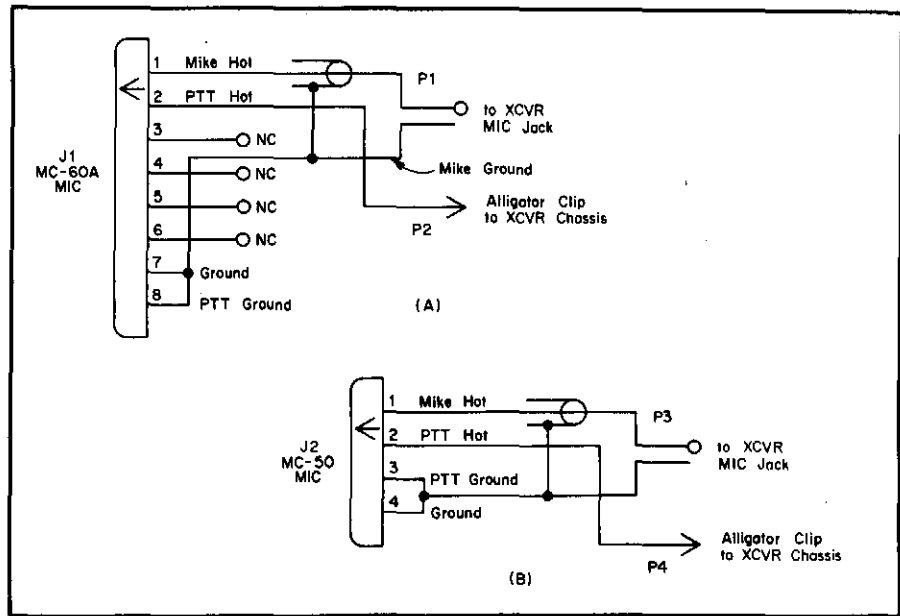 1 Mike Hot
P1
2 PTT Hot
to XCVR
MIC Jack
3 NC
J1
MC-60A
MIC
4 NC
Mike Ground
5 NC
Alligator Clip
to XCVR Chassis
P2
6 NC
7 Ground
8 PTT Ground
(A)
1 Mike Hot
P3
2 PTT Hot
to XCVR
MIC Jack
J2
MC-50
MIC
3 PTT Ground
4 Ground
Alligator Clip
to XCVR Chassis
P4
(B)